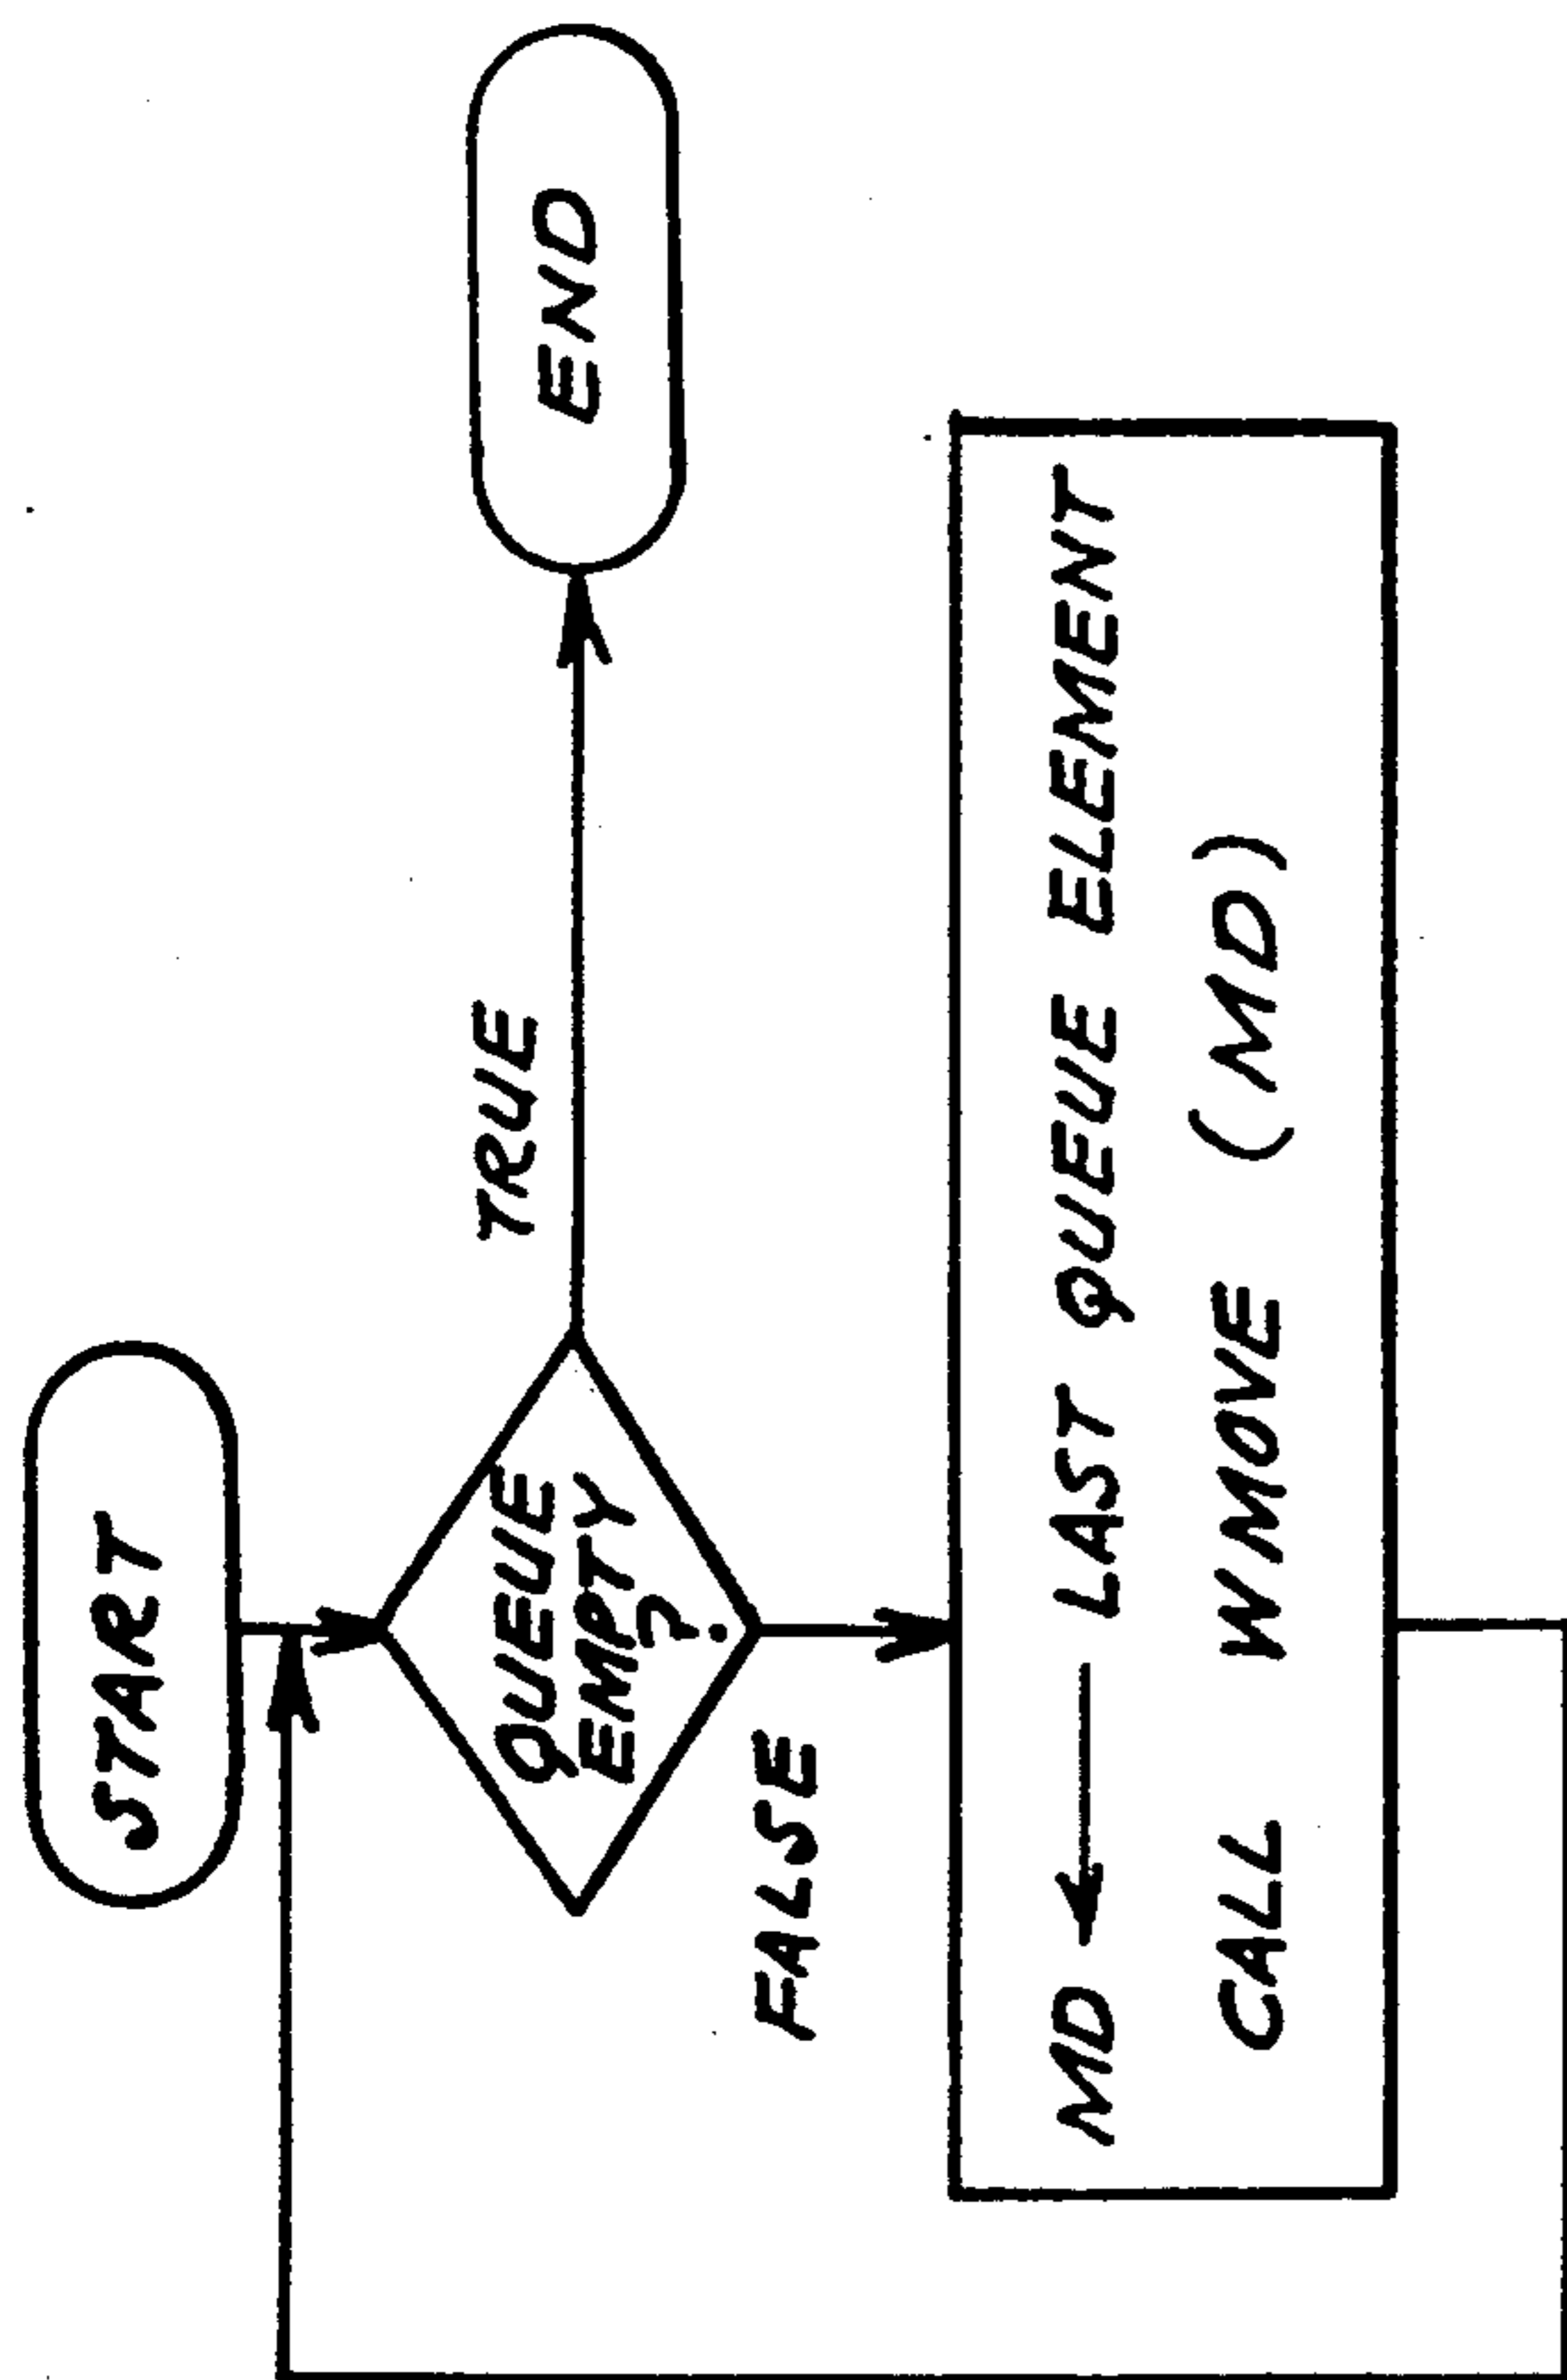 START
QUEUE
EMPTY
?
TRUE
END
FALSE
MD ← LAST QUEUE ELEMENT
CALL WMOVE (MD)